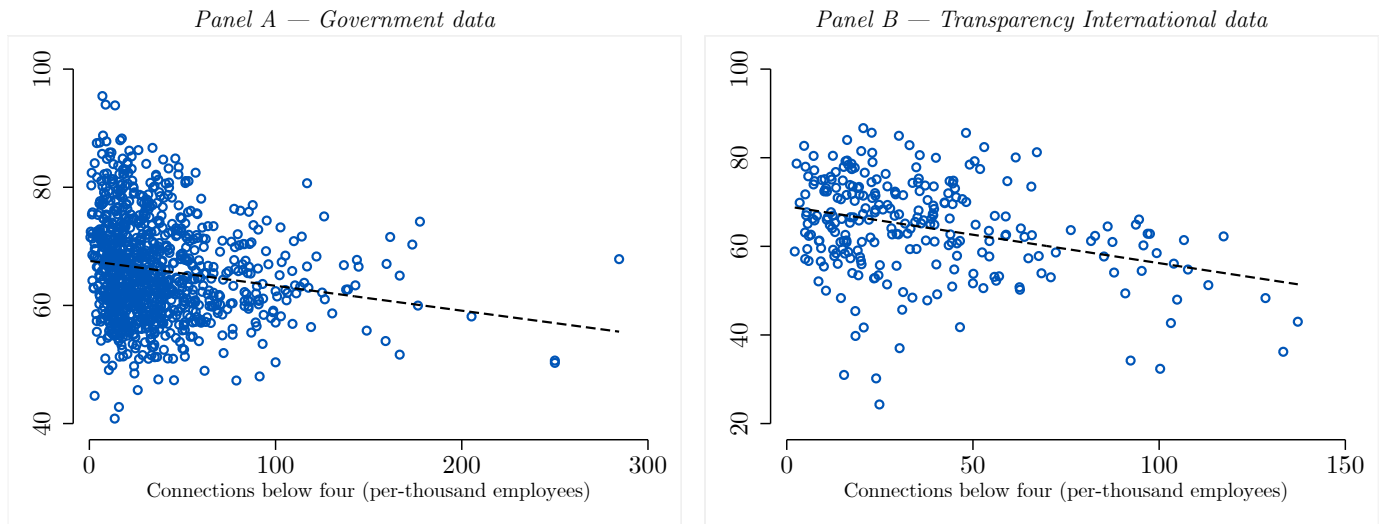 Panel A — Government data
100
80
60
40
0 100 200 300
Connections below four (per-thousand employees)
Panel B — Transparency International data
100
80
60
40
20
0 50 100 150
Connections below four (per-thousand employees)